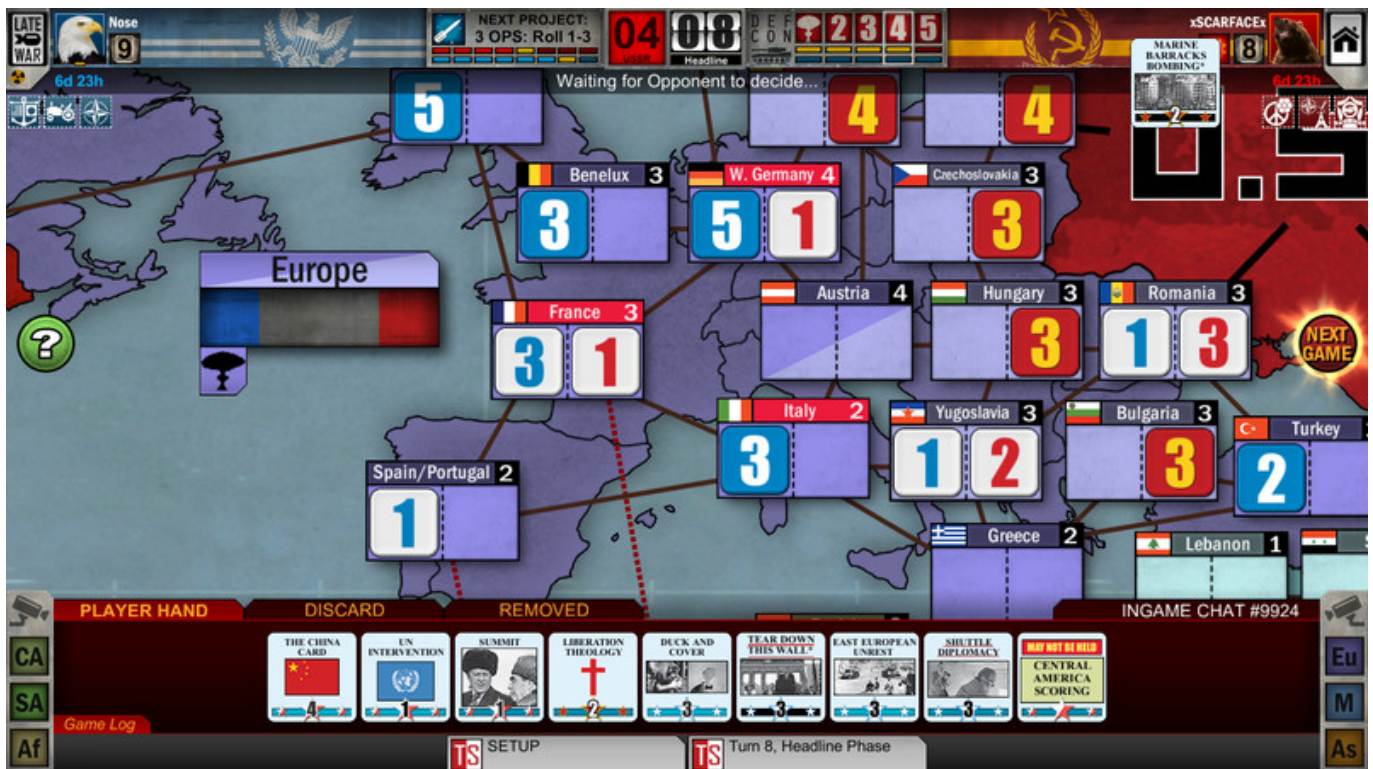 LATE
WAR
Nose
9
NEXT PROJECT:
3 OPS: Roll 1-3
04
USSR
08
Headline
DEF
CON
2 3 4 5
xSCARFACEx
8
MARINE
BARRACKS
BOMBING*
2
6d 23h
Waiting for Opponent to decide...
6d 23h
5
4
4
Benelux 3
3
W. Germany 4
5 1
Czechoslovakia 3
3
Europe
France 3
3 1
Austria 4
Hungary 3
3
Romania 3
1 3
?
NEXT
GAME
Italy 2
3
Yugoslavia 3
1 2
Bulgaria 3
3
Turkey
2
Spain/Portugal 2
1
Greece 2
Lebanon 1
PLAYER HAND
DISCARD
REMOVED
INGAME CHAT #9924
THE CHINA
CARD
4
UN
INTERVENTION
1
SUMMIT
1
LIBERATION
THEOLOGY
2
DUCK AND
COVER
3
TEAR DOWN
THIS WALL*
3
EAST EUROPEAN
UNREST
3
SHUTTLE
DIPLOMACY
3
MAY NOT BE HELD
CENTRAL
AMERICA
SCORING
CA
SA
Af
Eu
M
As
Game Log
TS SETUP
TS Turn 8, Headline Phase